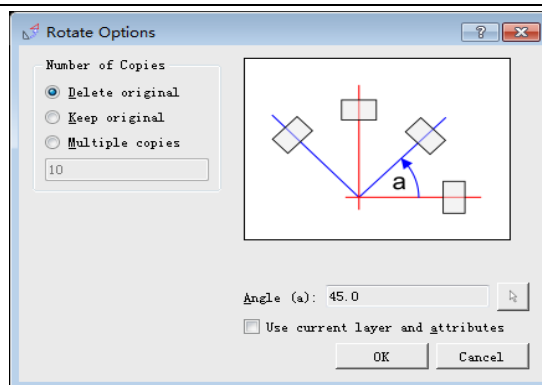 Rotate Options
Number of Copies
Delete original
Keep original
Multiple copies
10
a
Angle (a): 45.0
Use current layer and attributes
OK Cancel